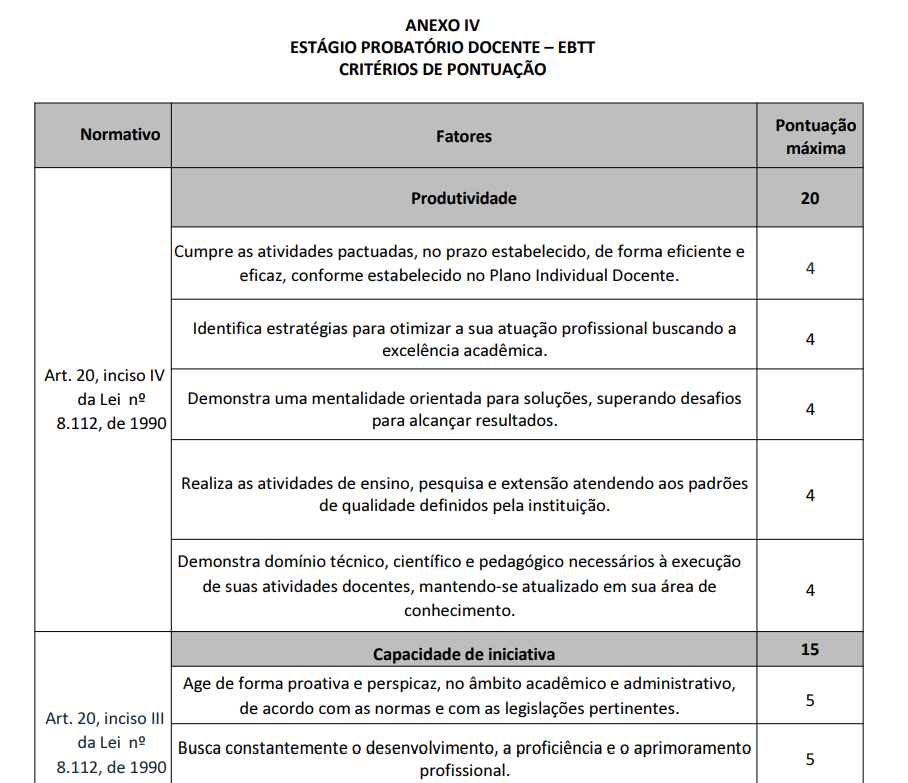 ANEXO IV
ESTÁGIO PROBATÓRIO DOCENTE – EBTT
CRITÉRIOS DE PONTUAÇÃO
Normativo
Fatores
Pontuação
máxima
Art. 20, inciso IV
da Lei nº
8.112, de 1990
Produtividade
20
Cumpre as atividades pactuadas, no prazo estabelecido, de forma eficiente e
eficaz, conforme estabelecido no Plano Individual Docente.
4
Identifica estratégias para otimizar a sua atuação profissional buscando a
excelência acadêmica.
4
Demonstra uma mentalidade orientada para soluções, superando desafios
para alcançar resultados.
4
Realiza as atividades de ensino, pesquisa e extensão atendendo aos padrões
de qualidade definidos pela instituição.
4
Demonstra domínio técnico, científico e pedagógico necessários à execução
de suas atividades docentes, mantendo-se atualizado em sua área de
conhecimento.
4
Art. 20, inciso III
da Lei nº
8.112, de 1990
Capacidade de iniciativa
15
Age de forma proativa e perspicaz, no âmbito acadêmico e administrativo,
de acordo com as normas e com as legislações pertinentes.
5
Busca constantemente o desenvolvimento, a proficiência e o aprimoramento
profissional.
5